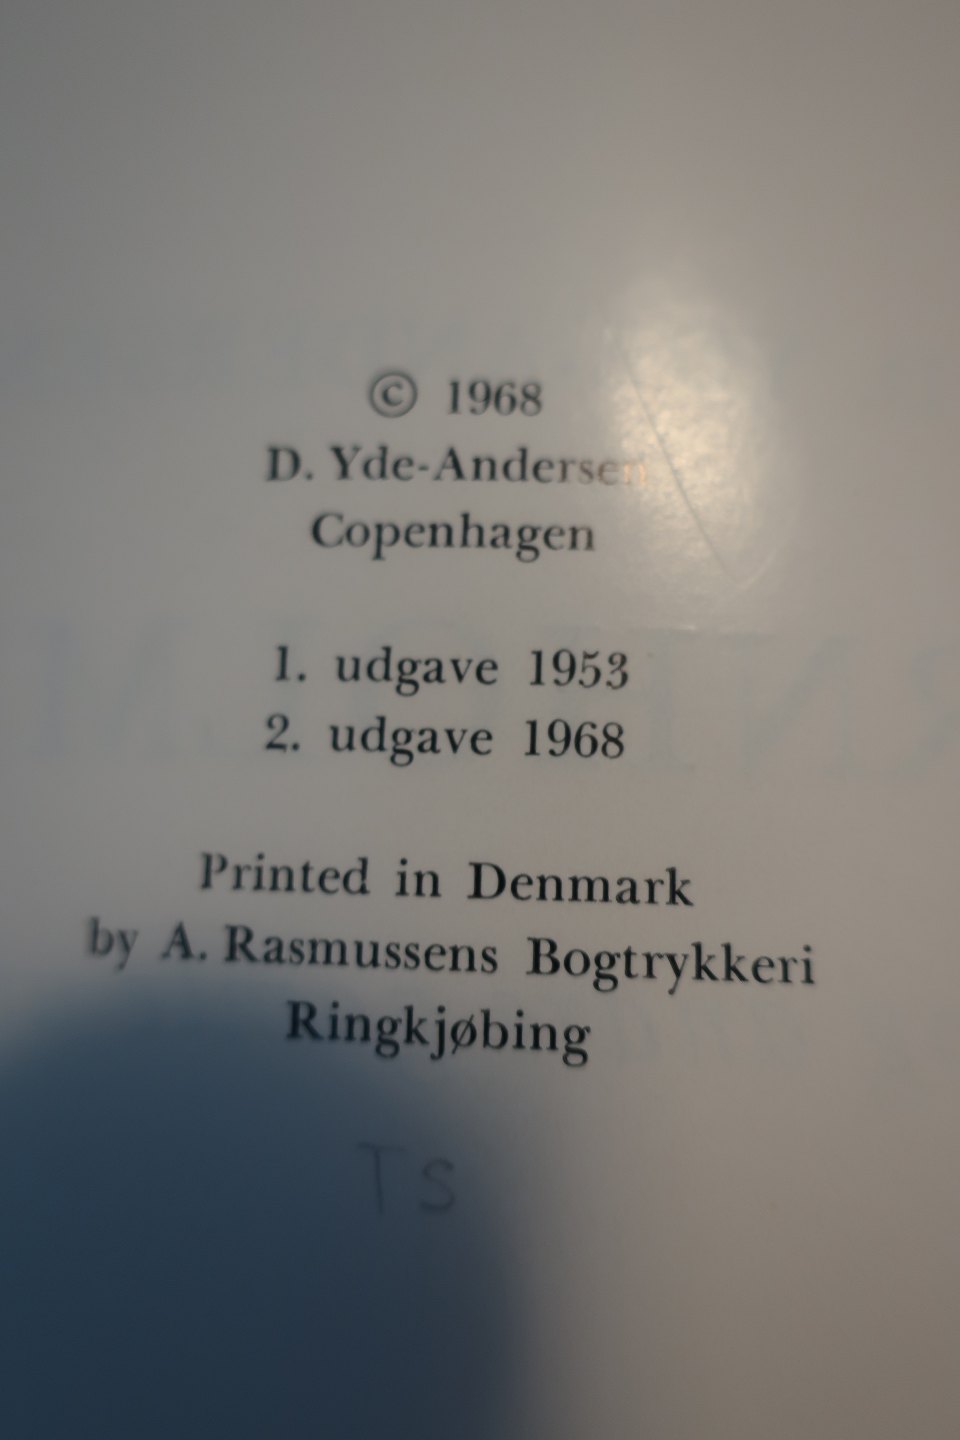 © 1968
D. Yde-Andersen
Copenhagen
1. udgave 1953
2. udgave 1968
Printed in Denmark
by A. Rasmussens Bogtrykkeri
Ringkjøbing
TS